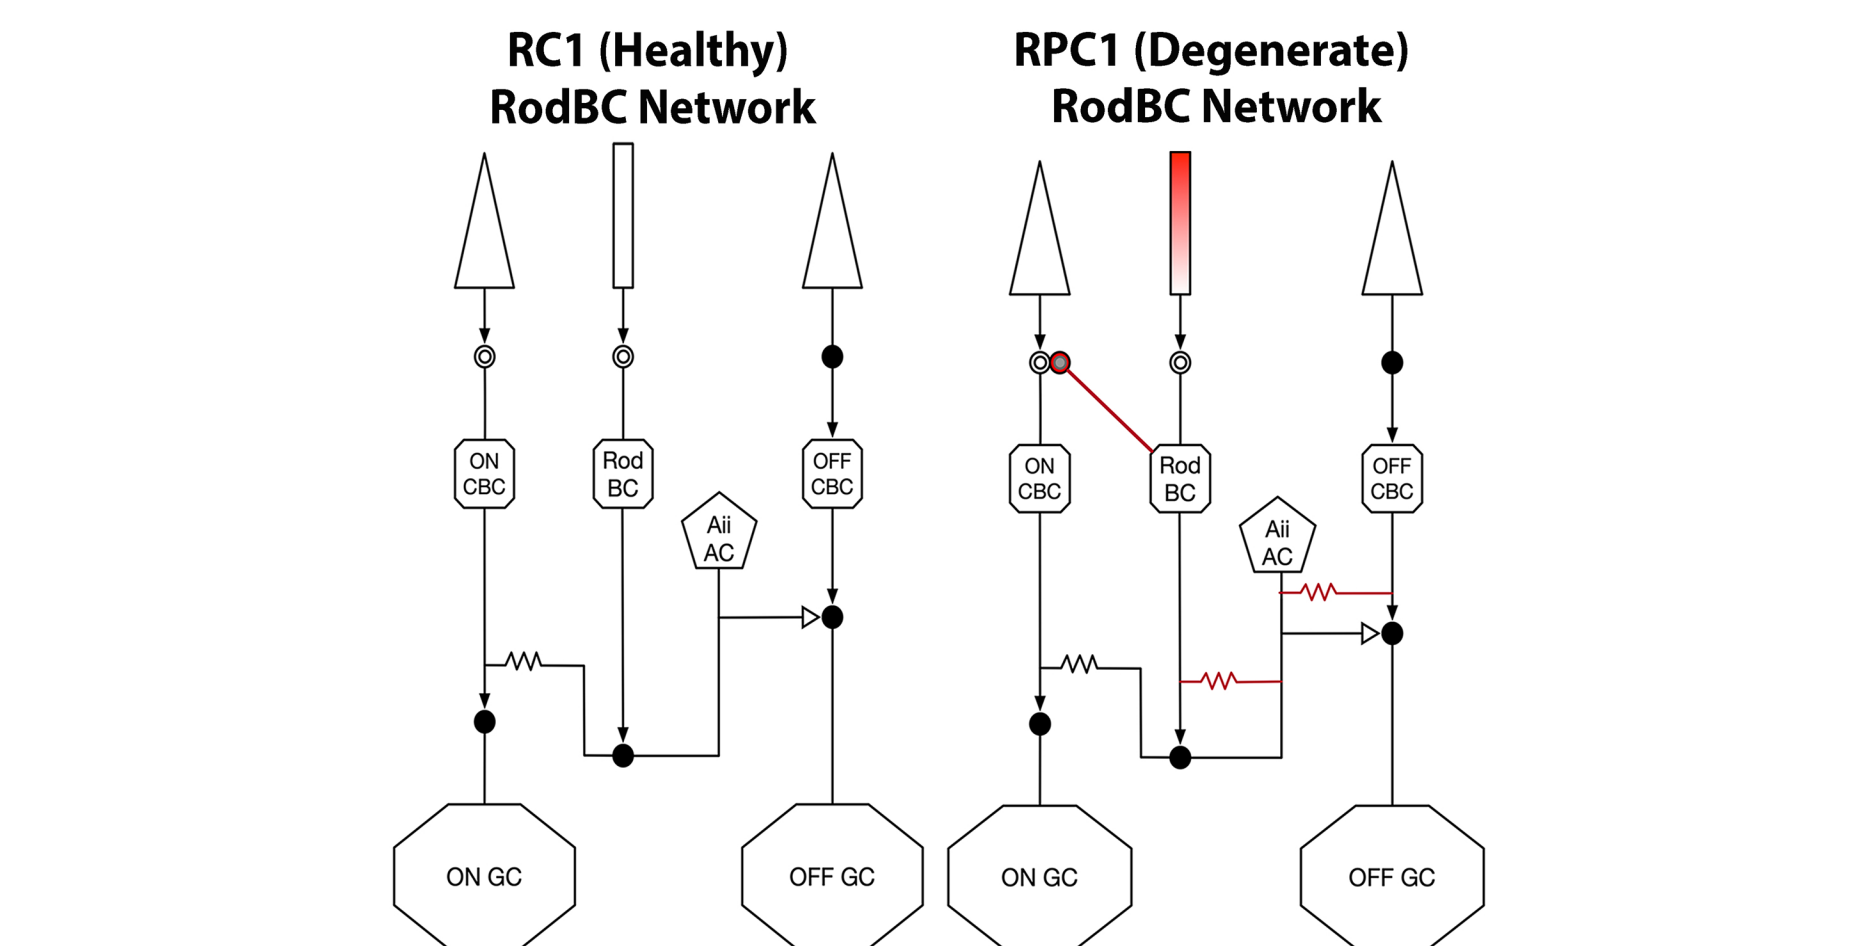 RC1 (Healthy)
RodBC Network
RPC1 (Degenerate)
RodBC Network
ON
CBC
Rod
BC
Aii
AC
OFF
CBC
ON GC
OFF GC
ON
CBC
Rod
BC
Aii
AC
OFF
CBC
ON GC
OFF GC